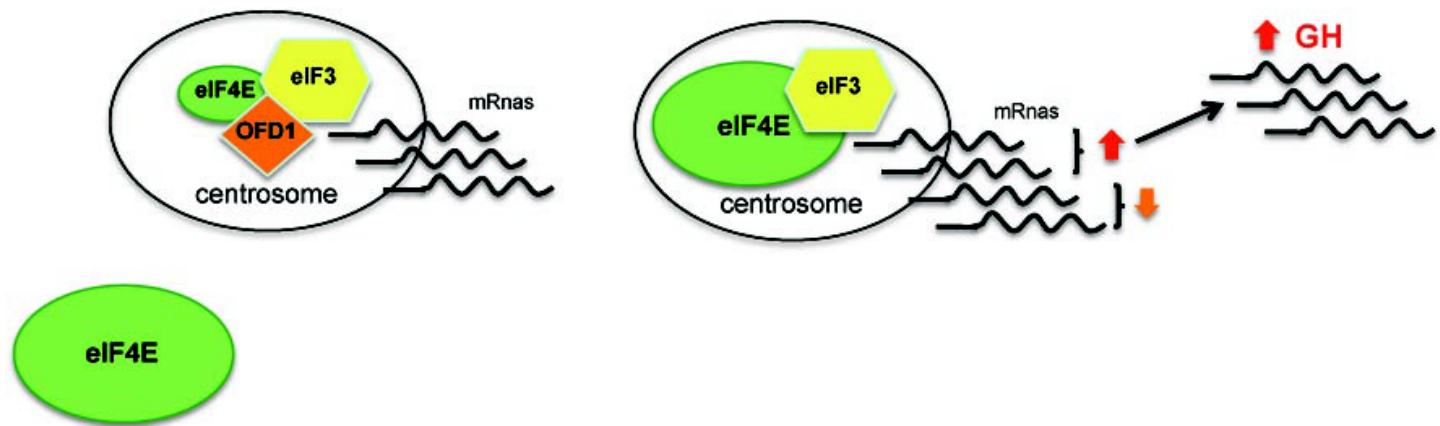 eIF4E
eIF3
OFD1
mRnas
centrosome
eIF4E
eIF3
mRnas
centrosome
GH
eIF4E